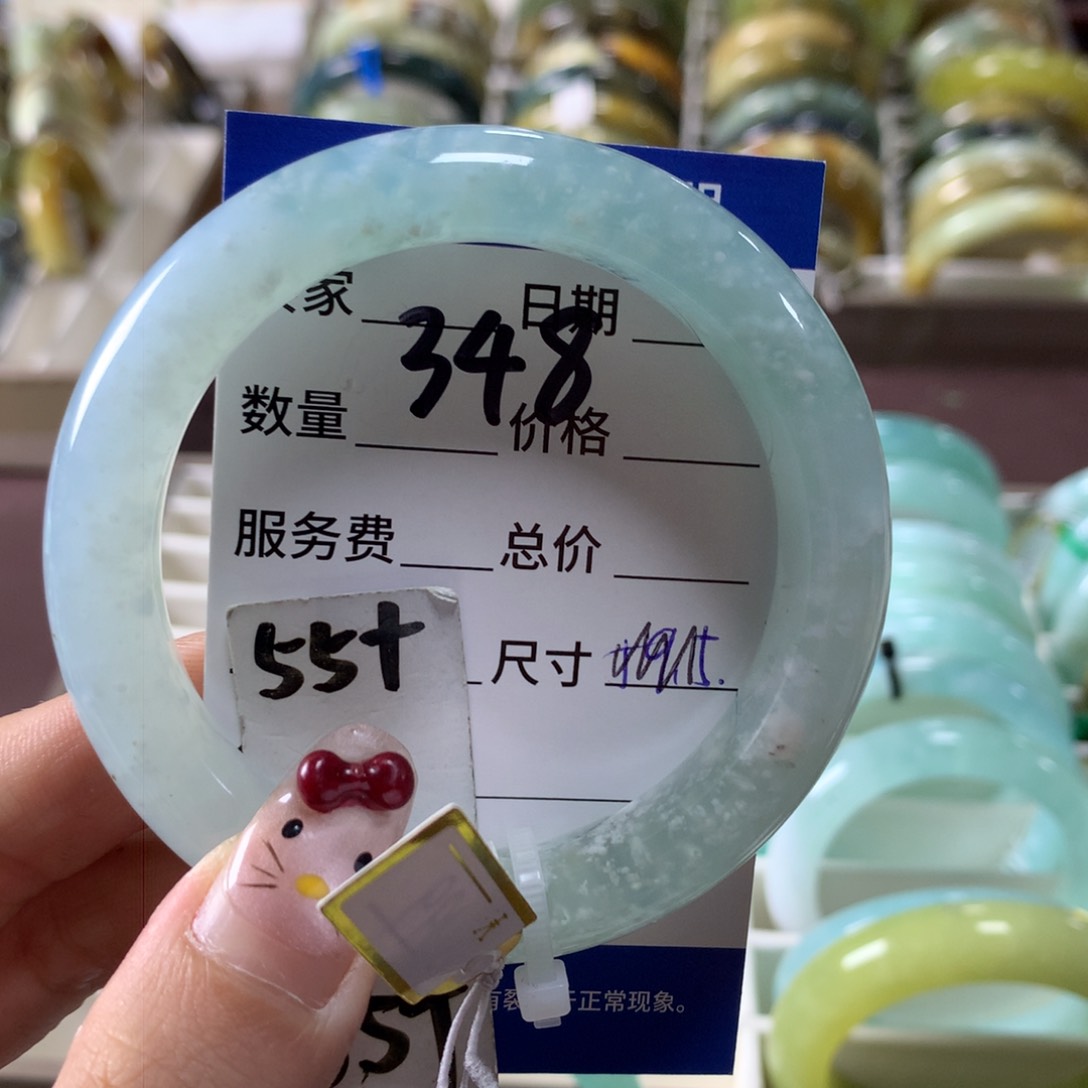 家 日期
348
数量 价格
服务费 总价
55+ 尺寸
正常现象。